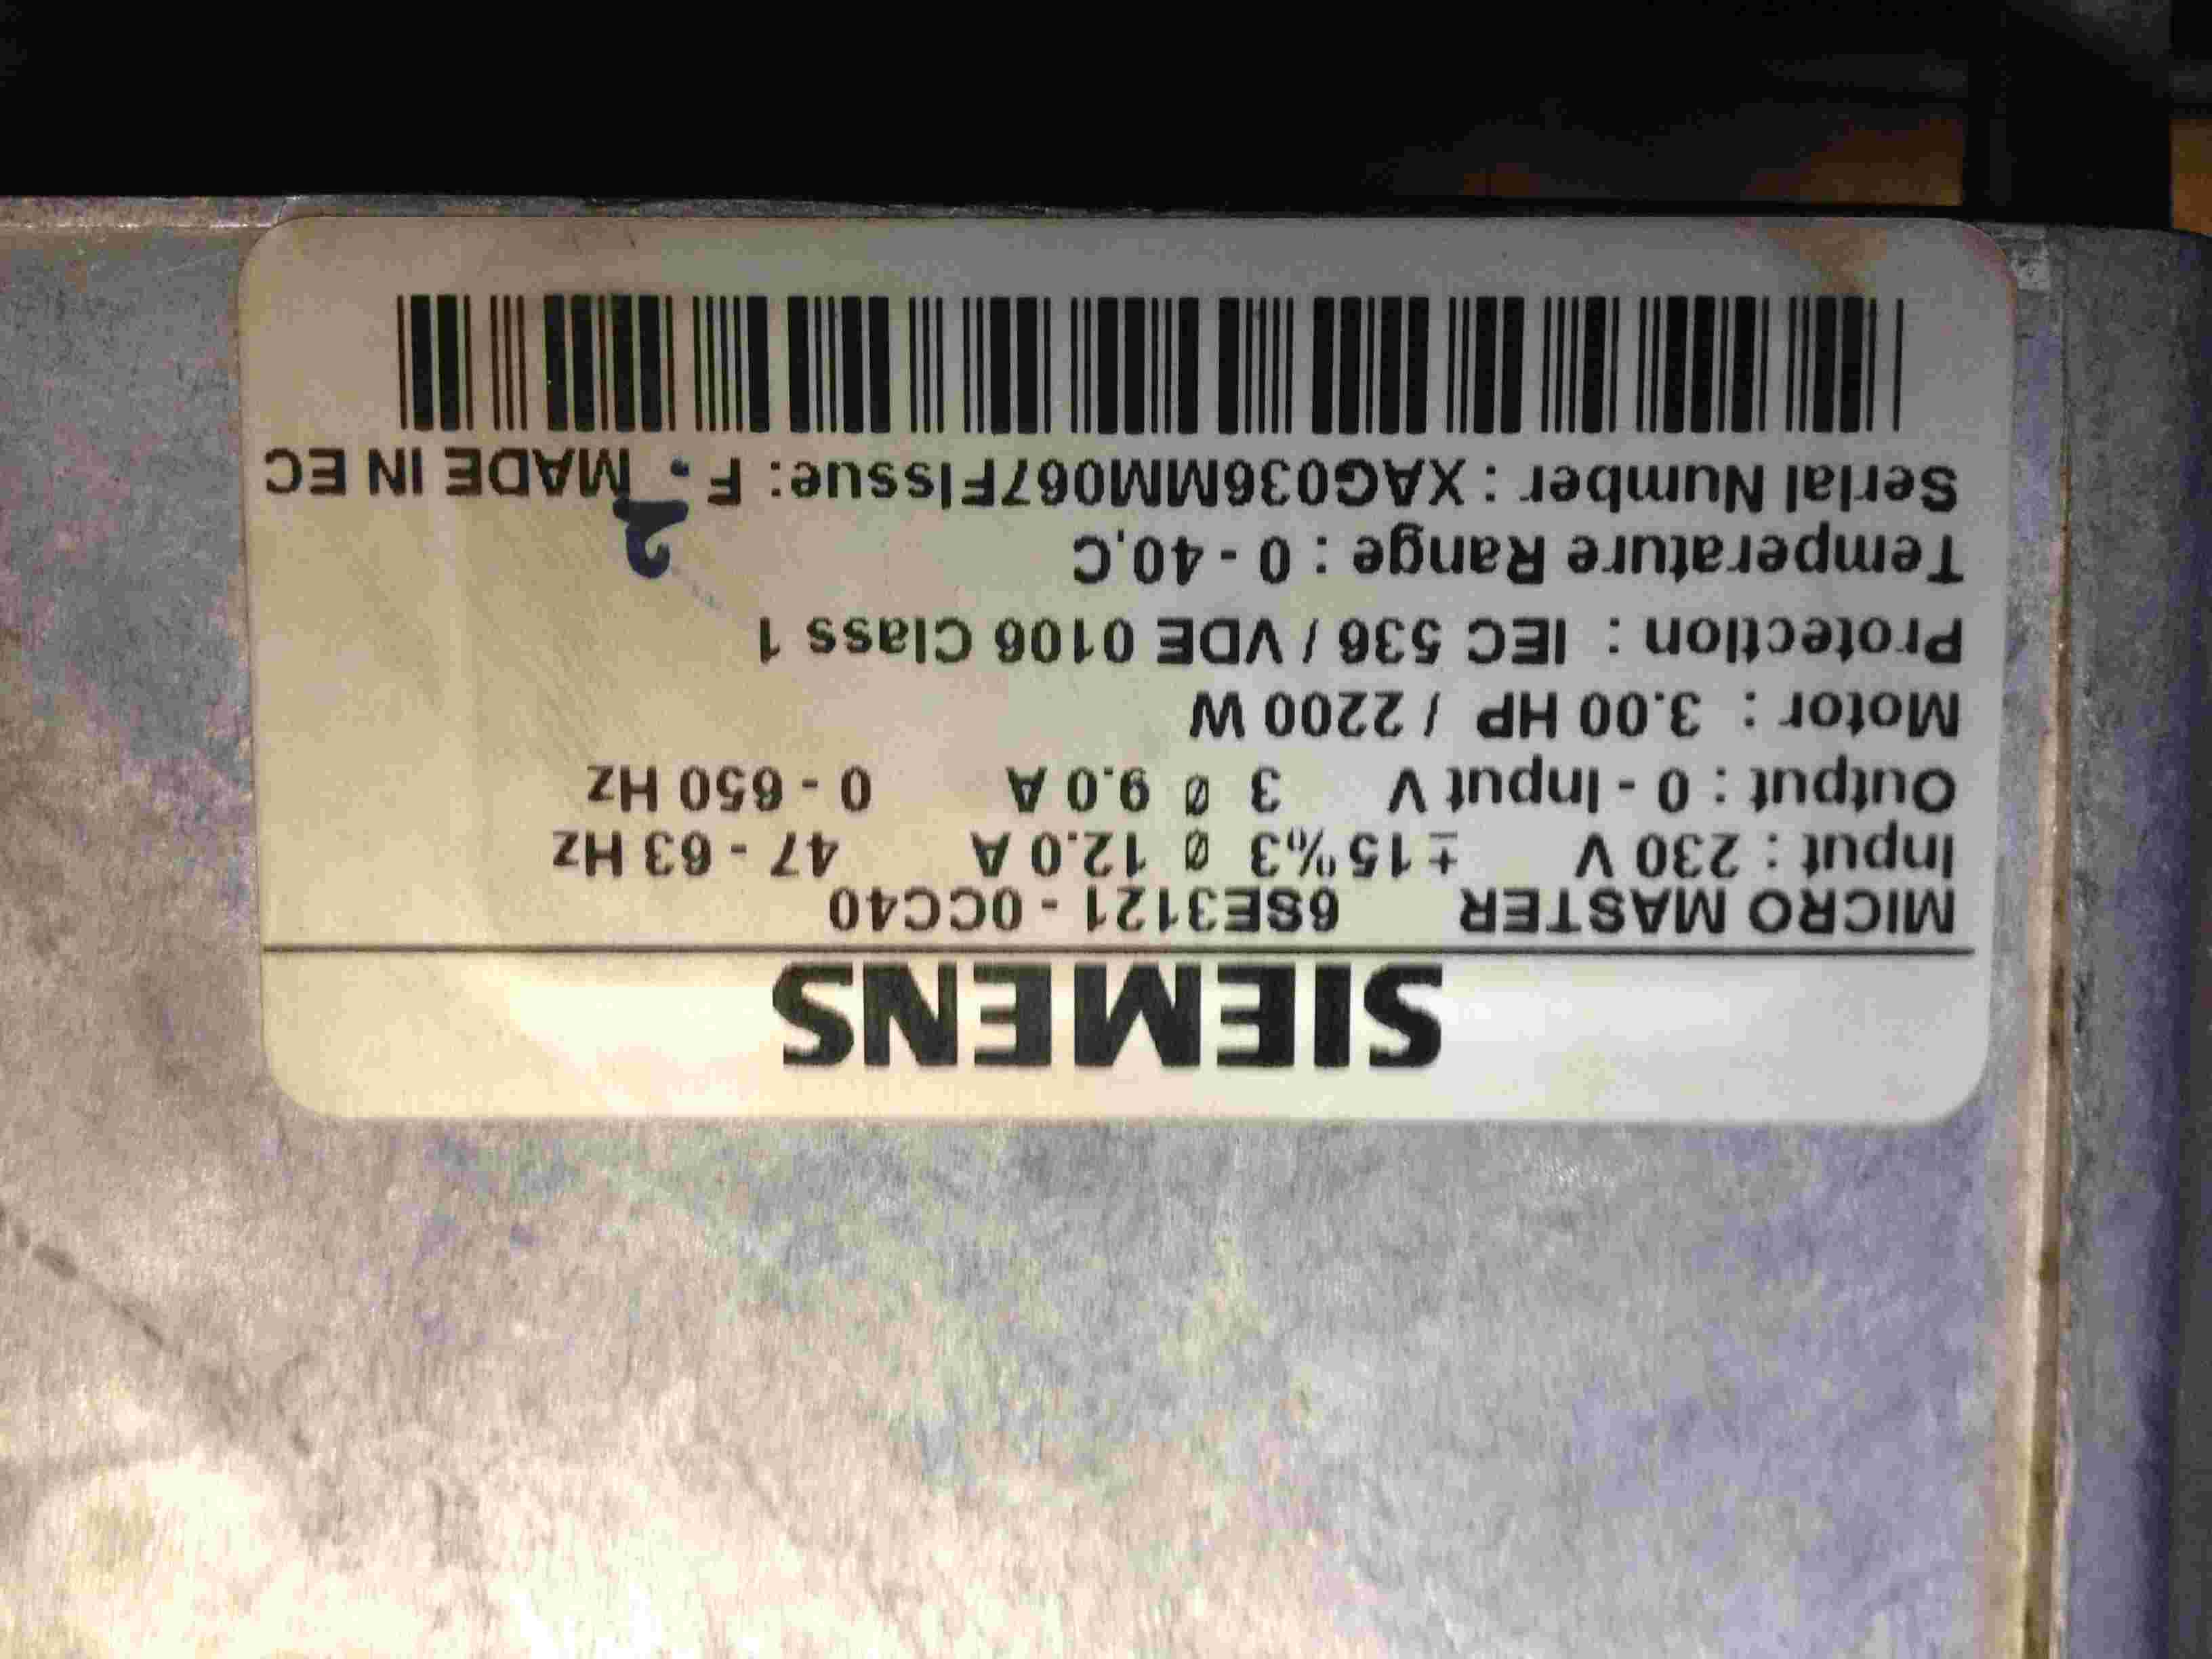 SIEMENS
MICRO MASTER 6SE3121 - 0CC40
Input : 230 V ±15%3 ø 12.0 A 47 - 63 Hz
Output : 0 - Input V 3 ø 9.0 A 0 - 650 Hz
Motor : 3.00 HP / 2200 W
Protection : IEC 536 / VDE 0106 Class 1
Temperature Range : 0 - 40.C
2
Serial Number : XAG036MM067FIssue: F . MADE IN EC